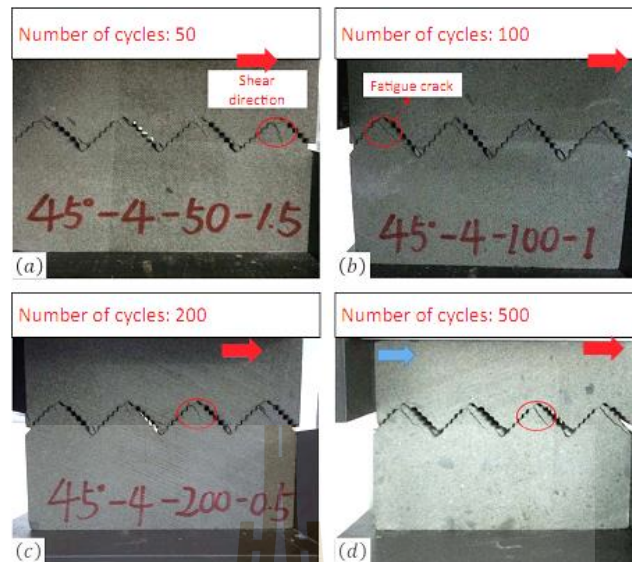 Number of cycles: 50
Shear
direction
45°-4-50-1.5
(a)
Number of cycles: 100
Fatigue crack
45°-4-100-1
(b)
Number of cycles: 200
45°-4-200-0.5
(c)
Number of cycles: 500
(d)